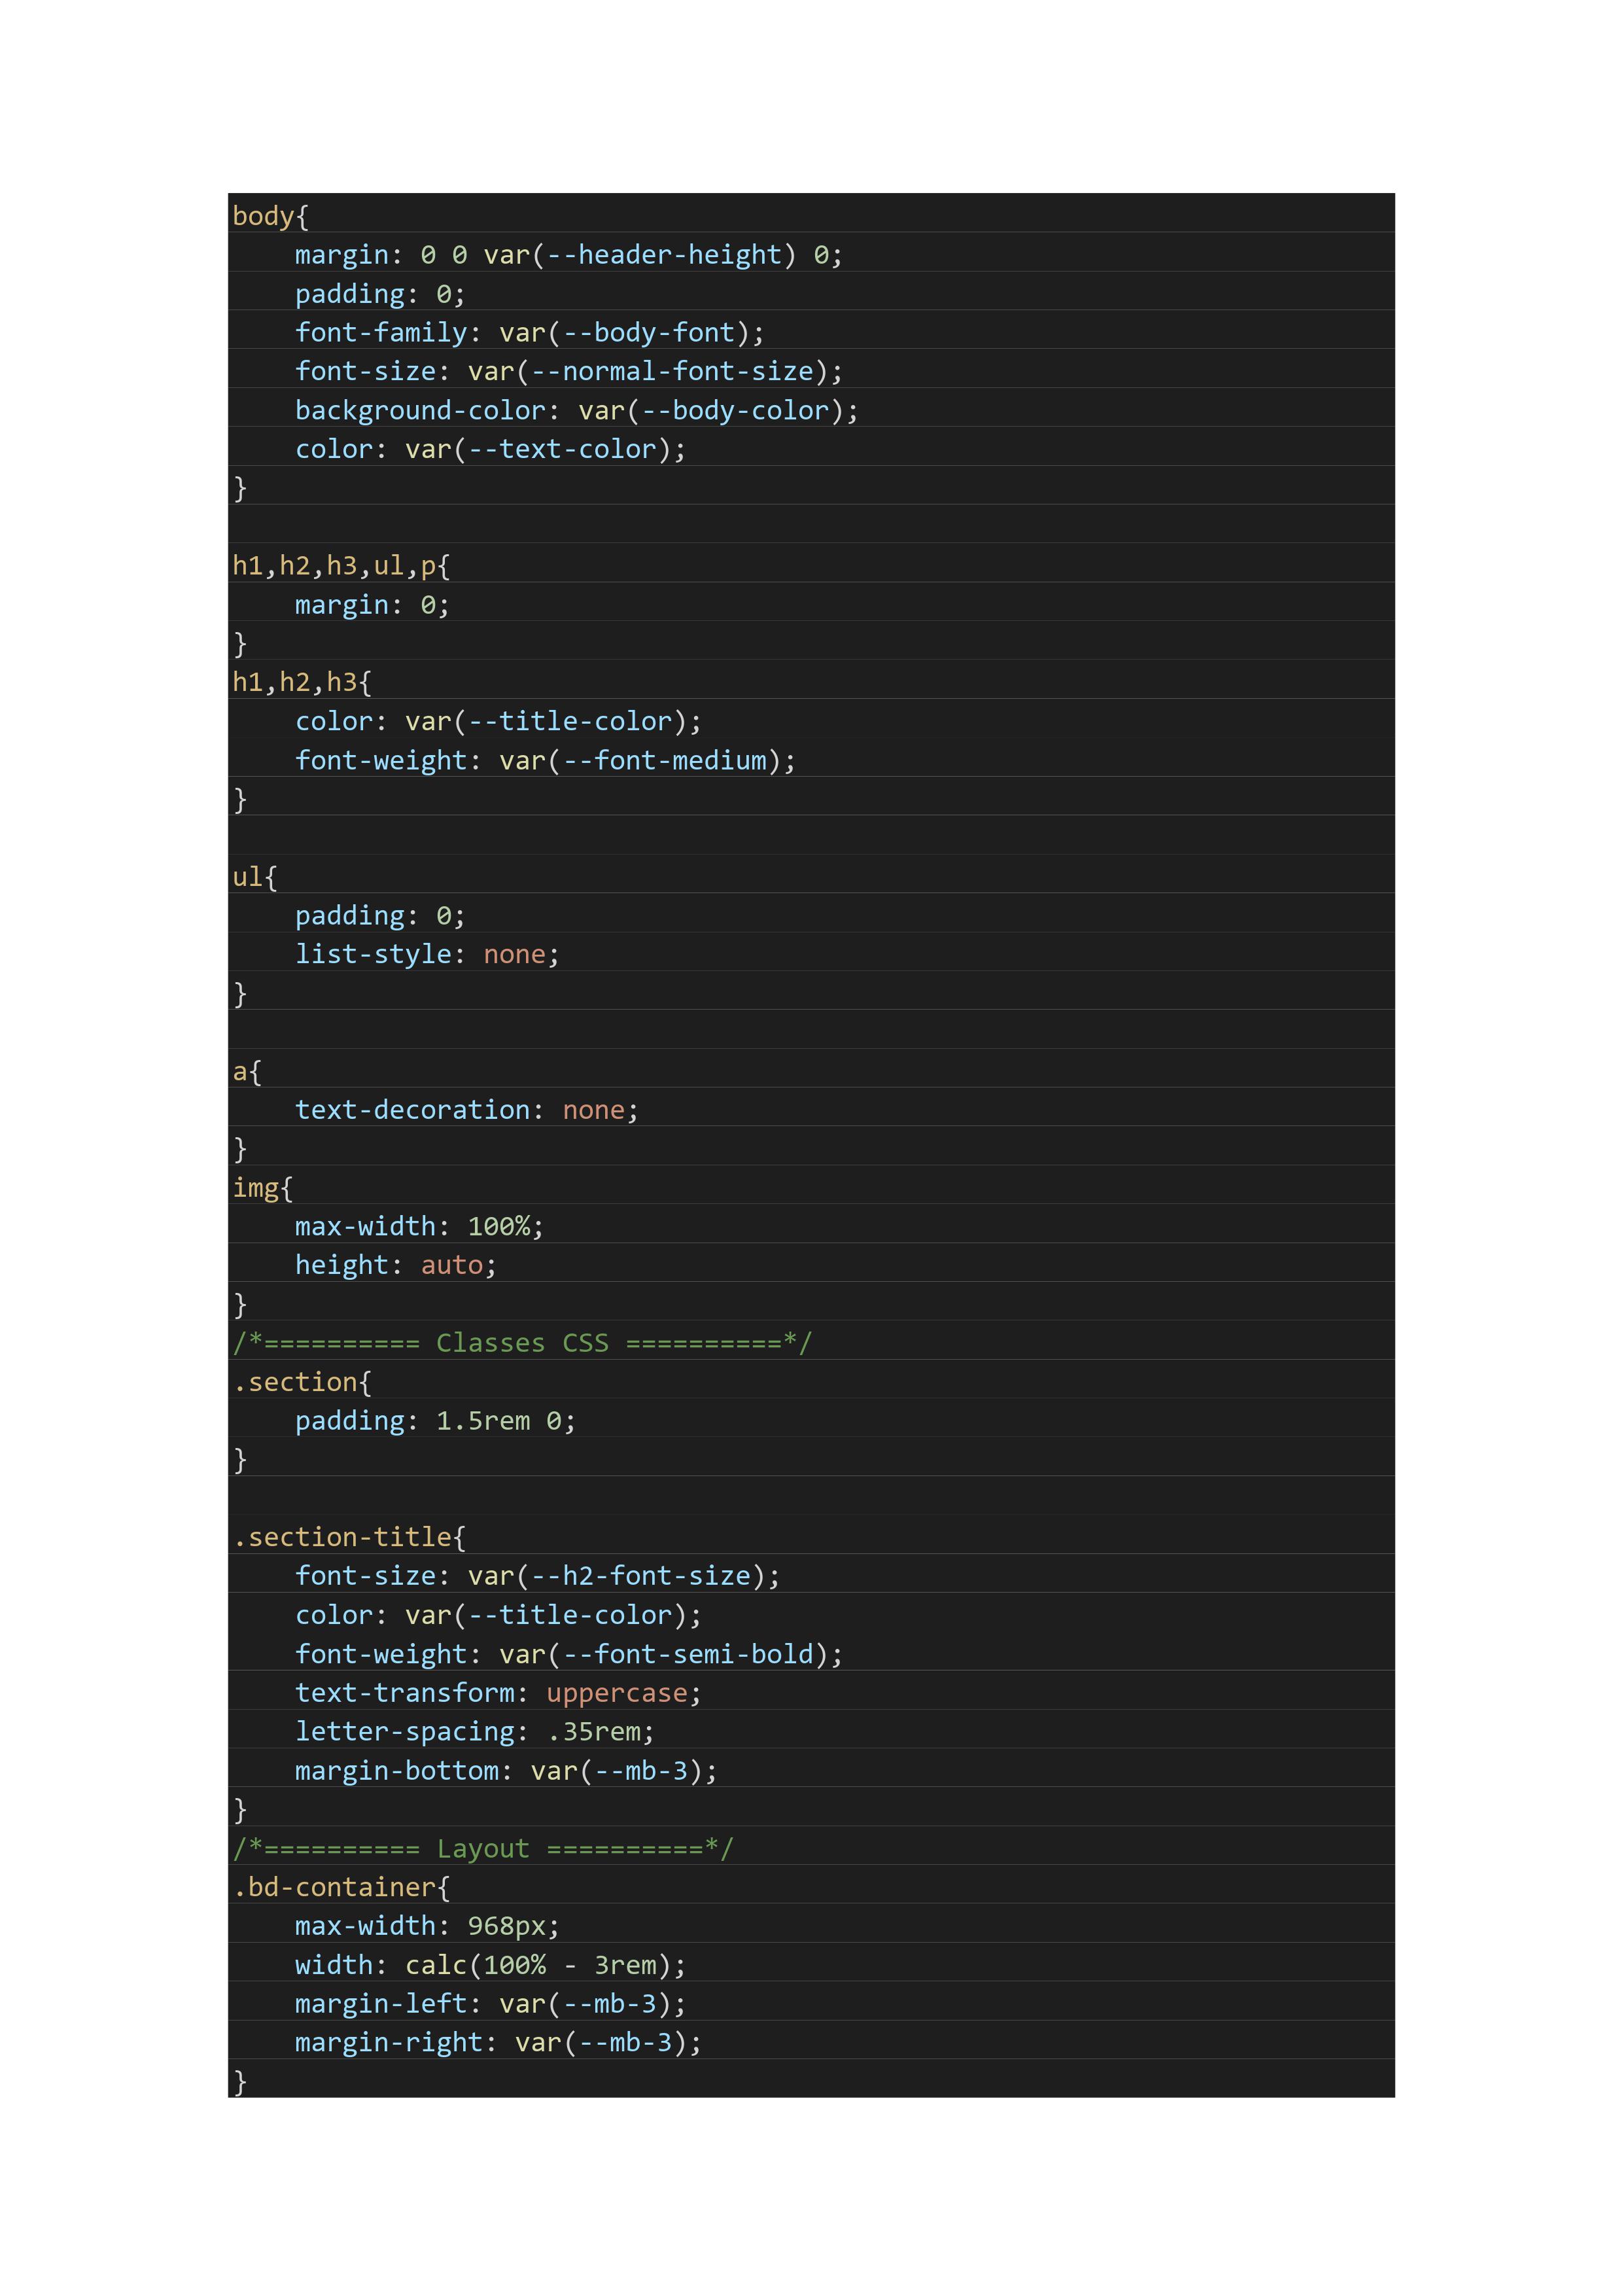 body{
    margin: 0 0 var(--header-height) 0;
    padding: 0;
    font-family: var(--body-font);
    font-size: var(--normal-font-size);
    background-color: var(--body-color);
    color: var(--text-color);
}

h1,h2,h3,ul,p{
    margin: 0;
}
h1,h2,h3{
    color: var(--title-color);
    font-weight: var(--font-medium);
}

ul{
    padding: 0;
    list-style: none;
}

a{
    text-decoration: none;
}
img{
    max-width: 100%;
    height: auto;
}
/*========== Classes CSS ==========*/
.section{
    padding: 1.5rem 0;
}

.section-title{
    font-size: var(--h2-font-size);
    color: var(--title-color);
    font-weight: var(--font-semi-bold);
    text-transform: uppercase;
    letter-spacing: .35rem;
    margin-bottom: var(--mb-3);
}
/*========== Layout ==========*/
.bd-container{
    max-width: 968px;
    width: calc(100% - 3rem);
    margin-left: var(--mb-3);
    margin-right: var(--mb-3);
}